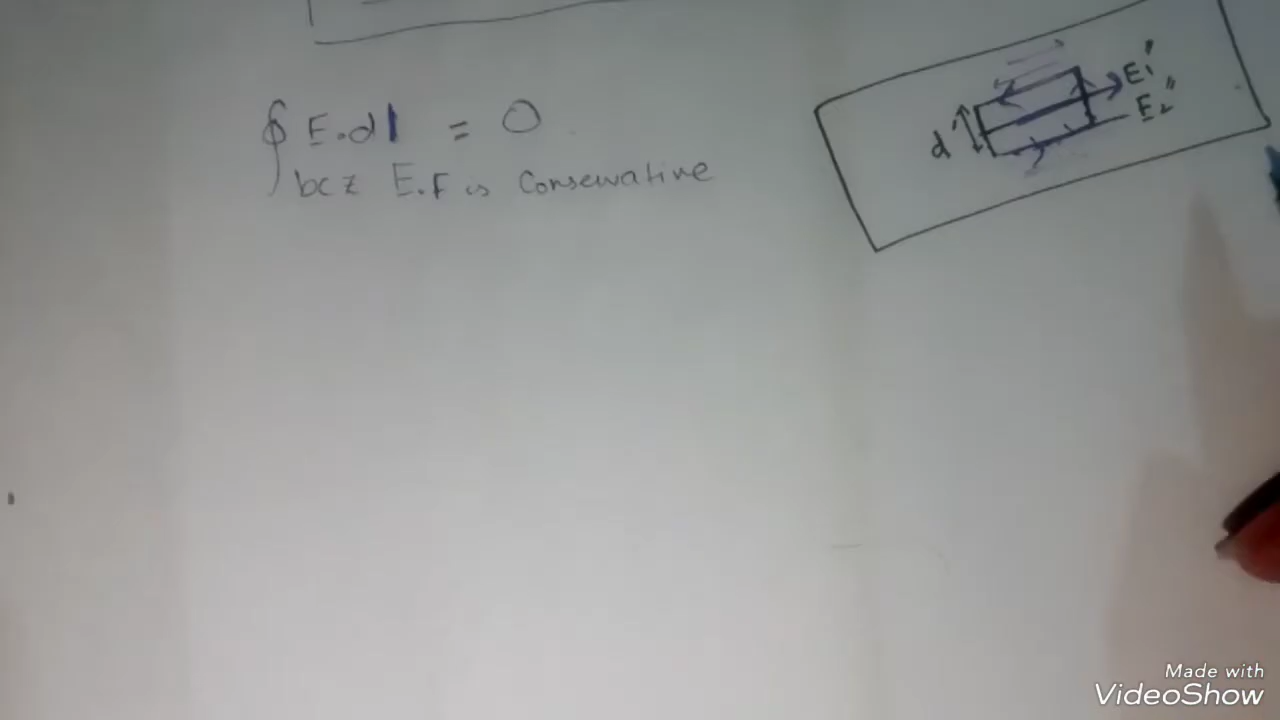 ∮ E.dl = 0
bcz E.F is Conservative
E₁"
E₂"
d
Made with
VideoShow